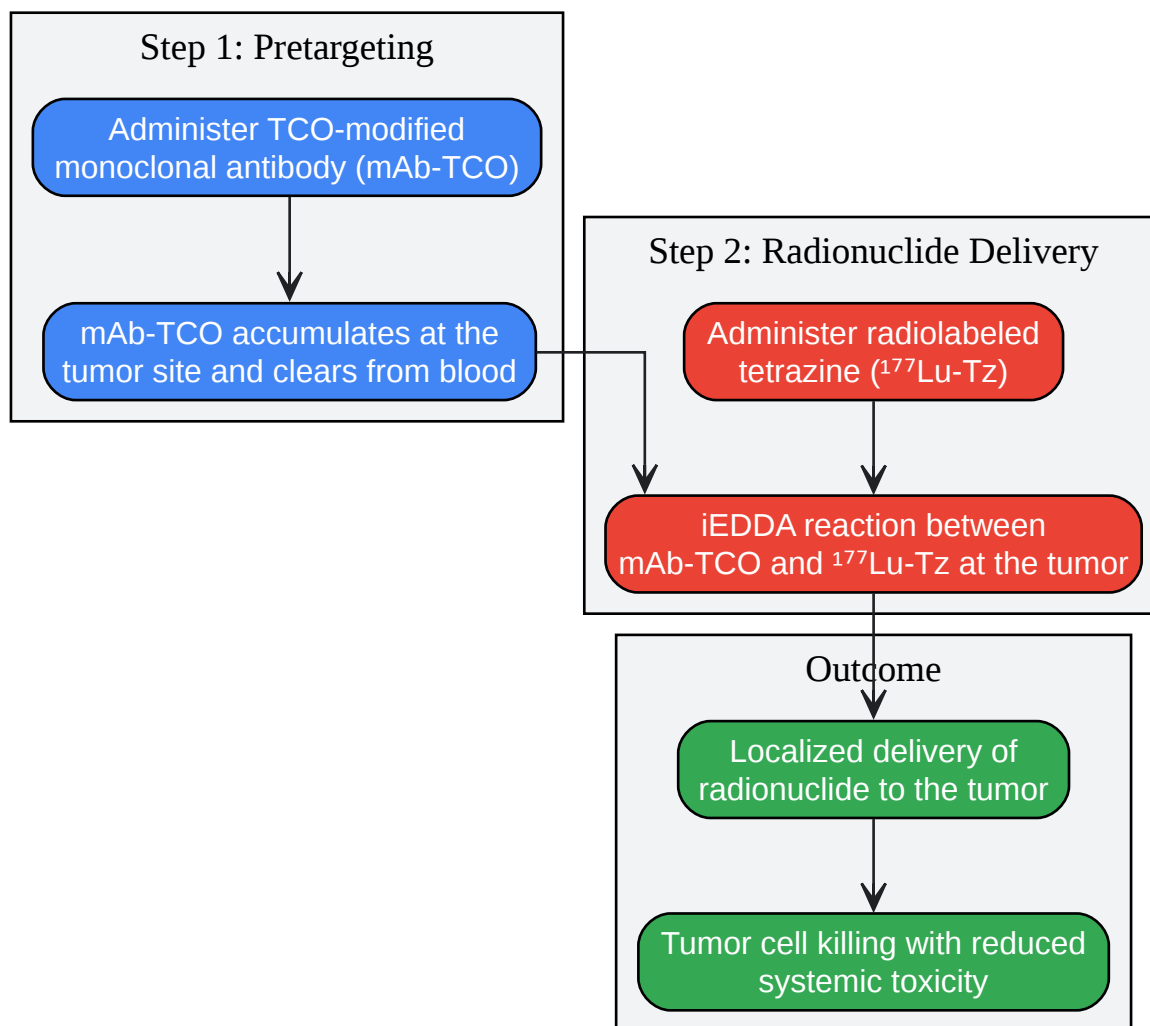 Step 1: Pretargeting
Administer TCO-modified
monoclonal antibody (mAb-TCO)
mAb-TCO accumulates at the
tumor site and clears from blood
Step 2: Radionuclide Delivery
Administer radiolabeled
tetrazine (¹⁷⁷Lu-Tz)
iEDDA reaction between
mAb-TCO and ¹⁷⁷Lu-Tz at the tumor
Outcome
Localized delivery of
radionuclide to the tumor
Tumor cell killing with reduced
systemic toxicity